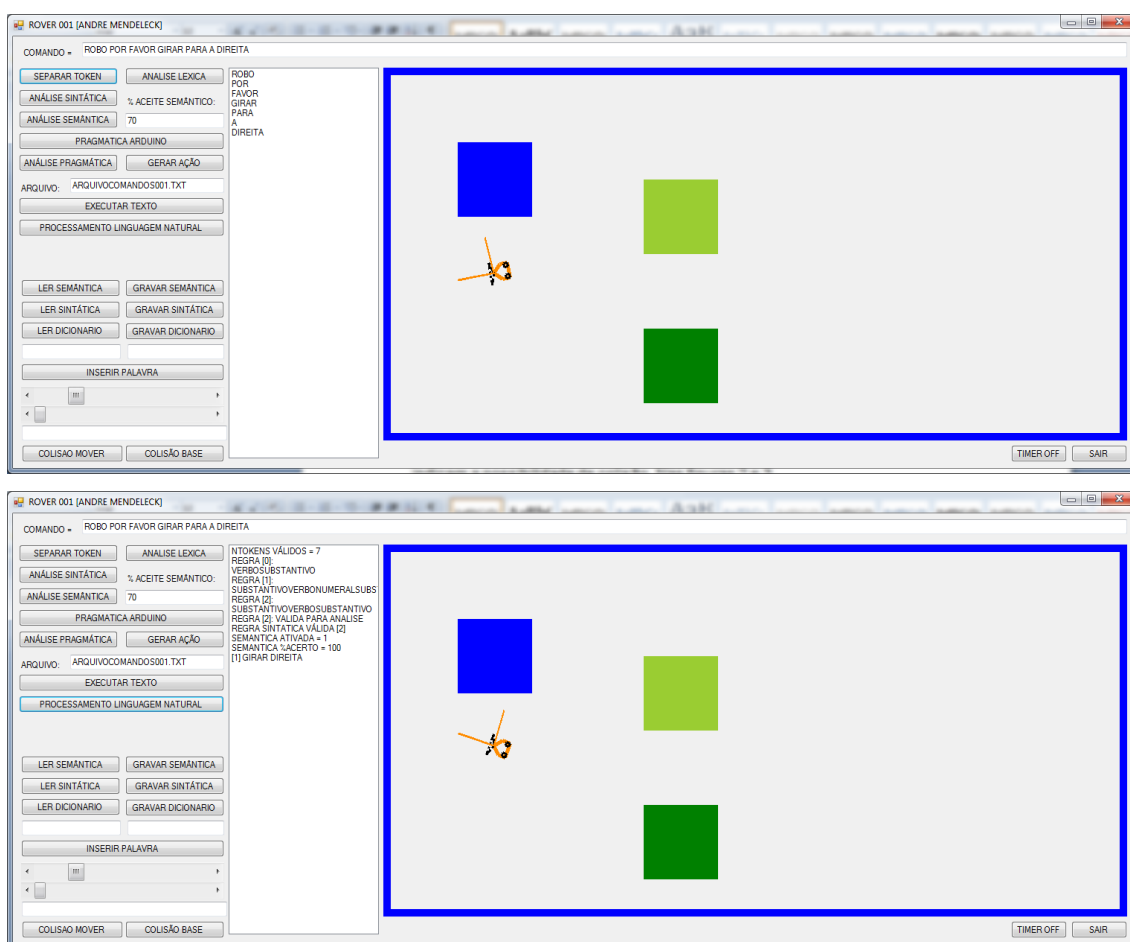 ROVER 001 [ANDRE MENDELECK]
COMANDO = ROBO POR FAVOR GIRAR PARA A DIREITA
SEPARAR TOKEN ANALISE LEXICA
ANÁLISE SINTÁTICA % ACEITE SEMÂNTICO:
ANÁLISE SEMÂNTICA 70
PRAGMATICA ARDUINO
ANÁLISE PRAGMÁTICA GERAR AÇÃO
ARQUIVO: ARQUIVOCOMANDOS001.TXT
EXECUTAR TEXTO
PROCESSAMENTO LINGUAGEM NATURAL
LER SEMÂNTICA GRAVAR SEMÂNTICA
LER SINTÁTICA GRAVAR SINTÁTICA
LER DICIONARIO GRAVAR DICIONARIO
INSERIR PALAVRA
COLISAO MOVER COLISÃO BASE
ROBO
POR
FAVOR
GIRAR
PARA
A
DIREITA
TIMER OFF SAIR
ROVER 001 [ANDRE MENDELECK]
COMANDO = ROBO POR FAVOR GIRAR PARA A DIREITA
SEPARAR TOKEN ANALISE LEXICA
ANÁLISE SINTÁTICA % ACEITE SEMÂNTICO:
ANÁLISE SEMÂNTICA 70
PRAGMATICA ARDUINO
ANÁLISE PRAGMÁTICA GERAR AÇÃO
ARQUIVO: ARQUIVOCOMANDOS001.TXT
EXECUTAR TEXTO
PROCESSAMENTO LINGUAGEM NATURAL
LER SEMÂNTICA GRAVAR SEMÂNTICA
LER SINTÁTICA GRAVAR SINTÁTICA
LER DICIONARIO GRAVAR DICIONARIO
INSERIR PALAVRA
COLISAO MOVER COLISÃO BASE
NTOKENS VÁLIDOS = 7
REGRA [0]:
VERBOSUBSTANTIVO
REGRA [1]:
SUBSTANTIVOVERBONUMERALSUBS
REGRA [2]:
SUBSTANTIVOVERBOSUBSTANTIVO
REGRA [2]: VALIDA PARA ANALISE
REGRA SINTATICA VÁLIDA [2]
SEMANTICA ATIVADA = 1
SEMANTICA %ACERTO = 100
[1] GIRAR DIREITA
TIMER OFF SAIR